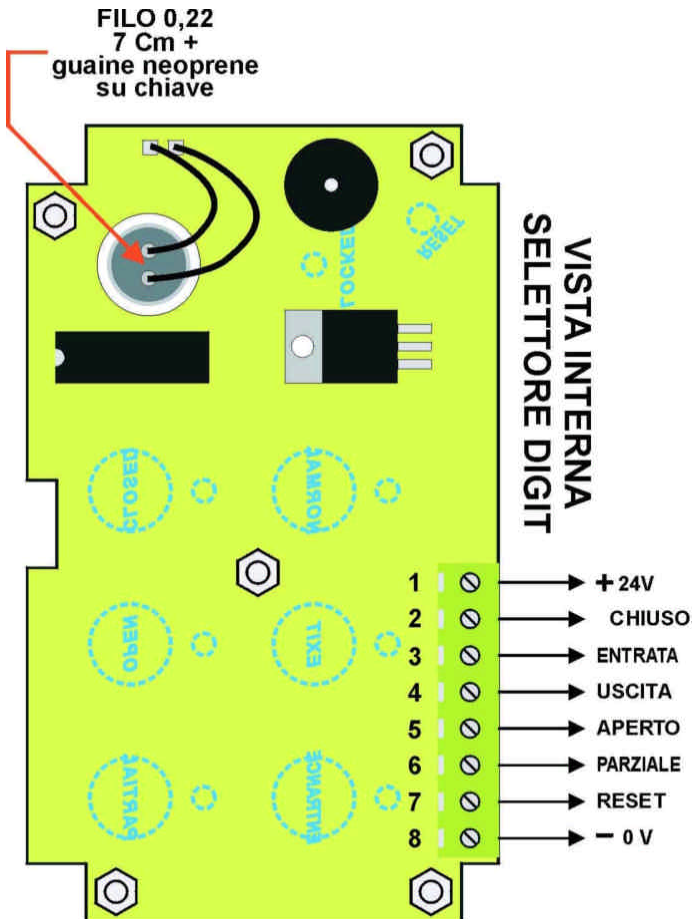 FILO 0,22
7 Cm +
guaine neoprene
su chiave
RESET
LOCKED
VISTA INTERNA
SELETTORE DIGIT
CLOSED
NORMAL
OPEN
EXIT
PARTIAL
ENTRANCE
1 + 24V
2 CHIUSO
3 ENTRATA
4 USCITA
5 APERTO
6 PARZIALE
7 RESET
8 - 0 V